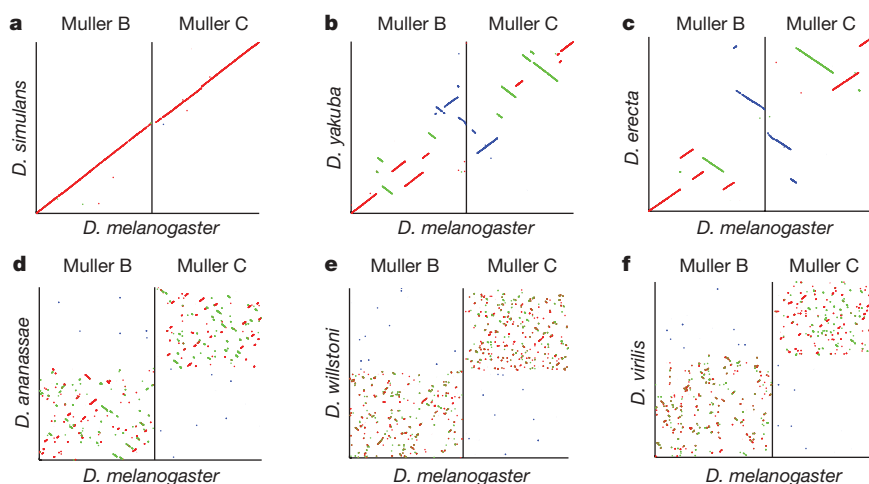 a Muller B Muller C
D. simulans
D. melanogaster
b Muller B Muller C
D. yakuba
D. melanogaster
c Muller B Muller C
D. erecta
D. melanogaster
d Muller B Muller C
D. ananassae
D. melanogaster
e Muller B Muller C
D. willstoni
D. melanogaster
f Muller B Muller C
D. virilis
D. melanogaster